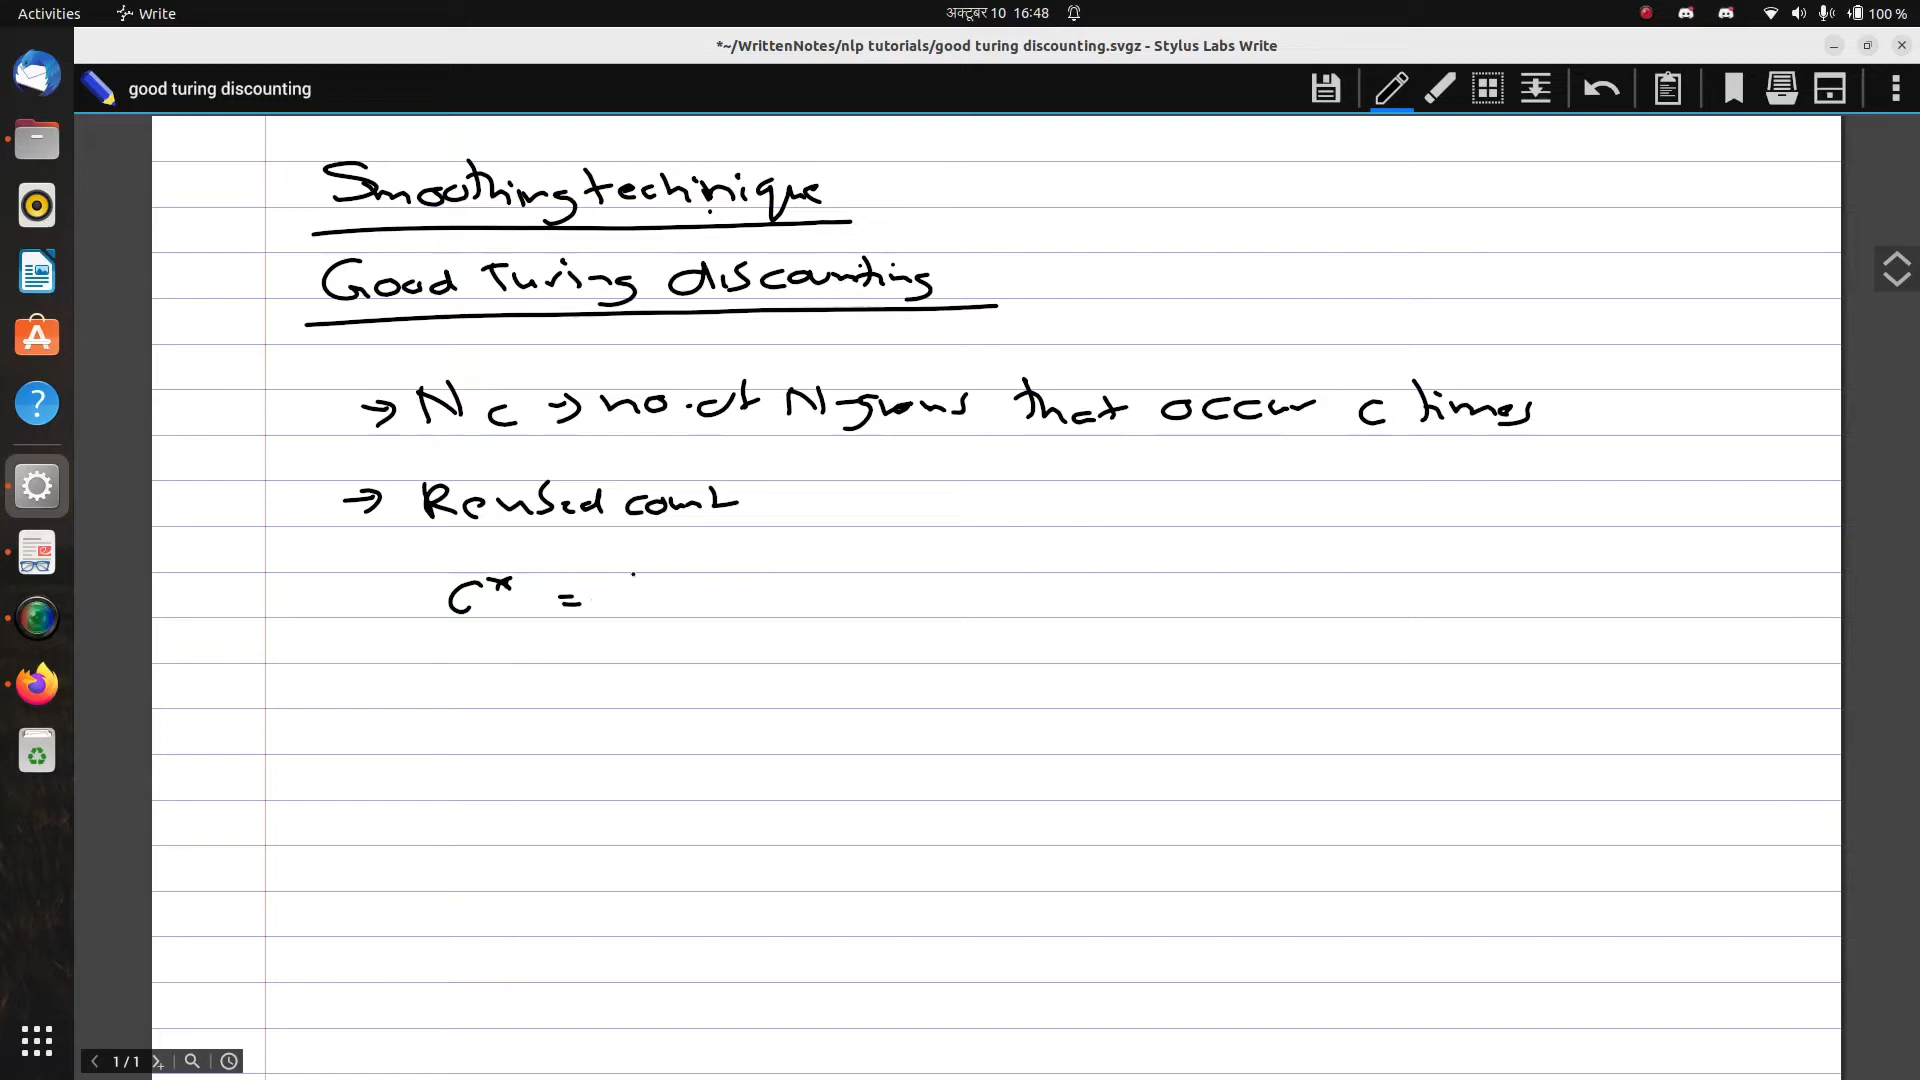 Activities Write अक्टूबर 10 16:48 100 %
*~/WrittenNotes/nlp tutorials/good turing discounting.svgz - Stylus Labs Write
good turing discounting
Smoothing technique
Good Turing discounting
→ N c → no. of N-grams that occur c times
→ Revised count
C* =
1 / 1